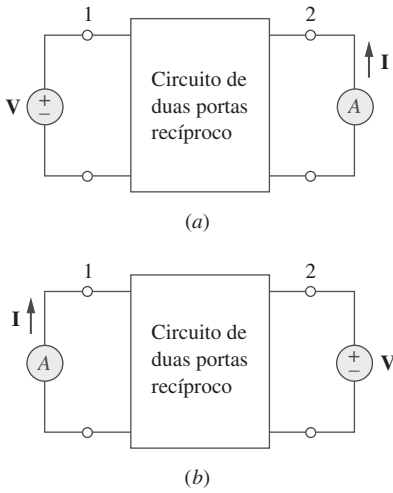 1
2
V
+
−
Circuito de
duas portas
recíproco
A
I
(a)
1
2
I
A
Circuito de
duas portas
recíproco
+
−
V
(b)